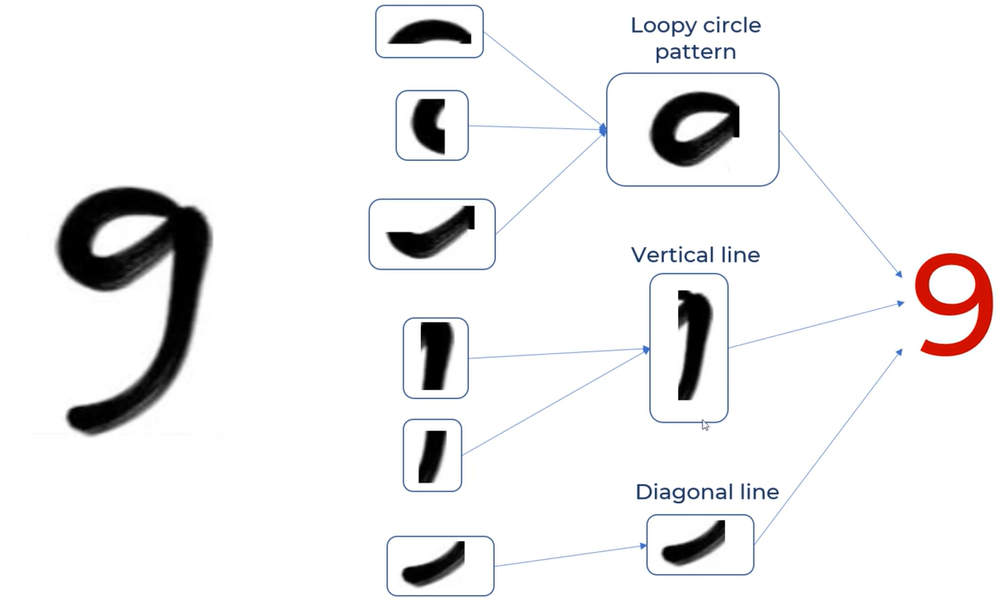 Loopy circle
pattern
9
Vertical line
9
Diagonal line